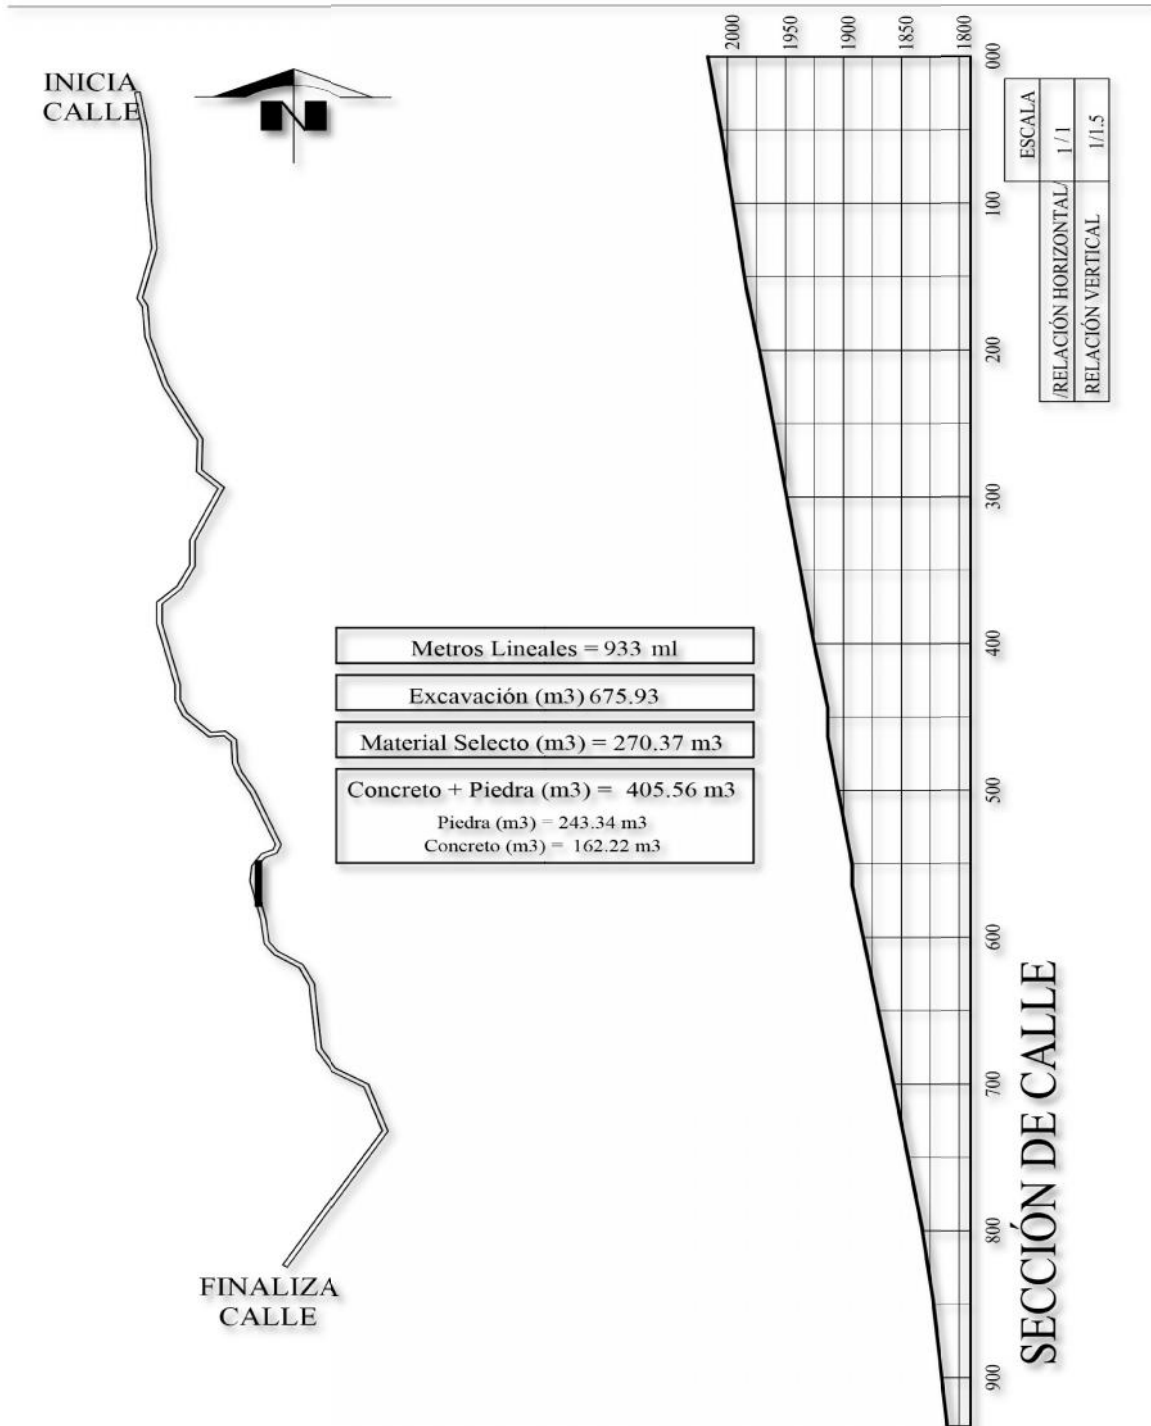 INICIA
CALLE
N
Metros Lineales = 933 ml
Excavación (m3) 675.93
Material Selecto (m3) = 270.37 m3
Concreto + Piedra (m3) = 405.56 m3
Piedra (m3) = 243.34 m3
Concreto (m3) = 162.22 m3
FINALIZA
CALLE
2000
1950
1900
1850
1800
000
100
200
300
400
500
600
700
800
900
ESCALA
/RELACIÓN HORIZONTAL/ 1/1
RELACIÓN VERTICAL 1/1.5
SECCIÓN DE CALLE